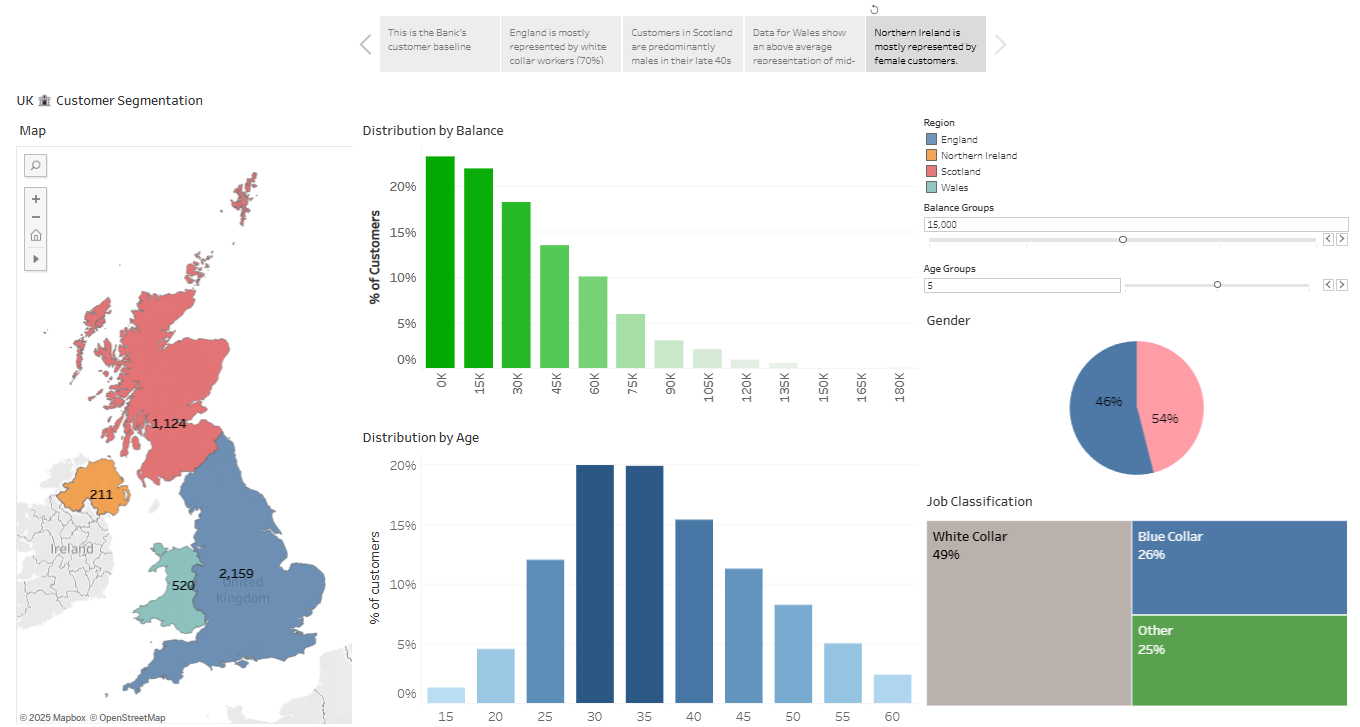 This is the Bank's
customer baseline
England is mostly
represented by white
collar workers (70%)
Customers in Scotland
are predominantly
males in their late 40s
Data for Wales show
an above average
representation of mid-
Northern Ireland is
mostly represented by
female customers.
UK Customer Segmentation
Map
1,124
211
Ireland
520
2,159
United
Kingdom
© 2025 Mapbox © OpenStreetMap
Distribution by Balance
% of Customers
20%
15%
10%
5%
0%
0K 15K 30K 45K 60K 75K 90K 105K 120K 135K 150K 165K 180K
Distribution by Age
% of customers
20%
15%
10%
5%
0%
15 20 25 30 35 40 45 50 55 60
Region
England
Northern Ireland
Scotland
Wales
Balance Groups
15,000
Age Groups
5
Gender
46%
54%
Job Classification
White Collar
49%
Blue Collar
26%
Other
25%